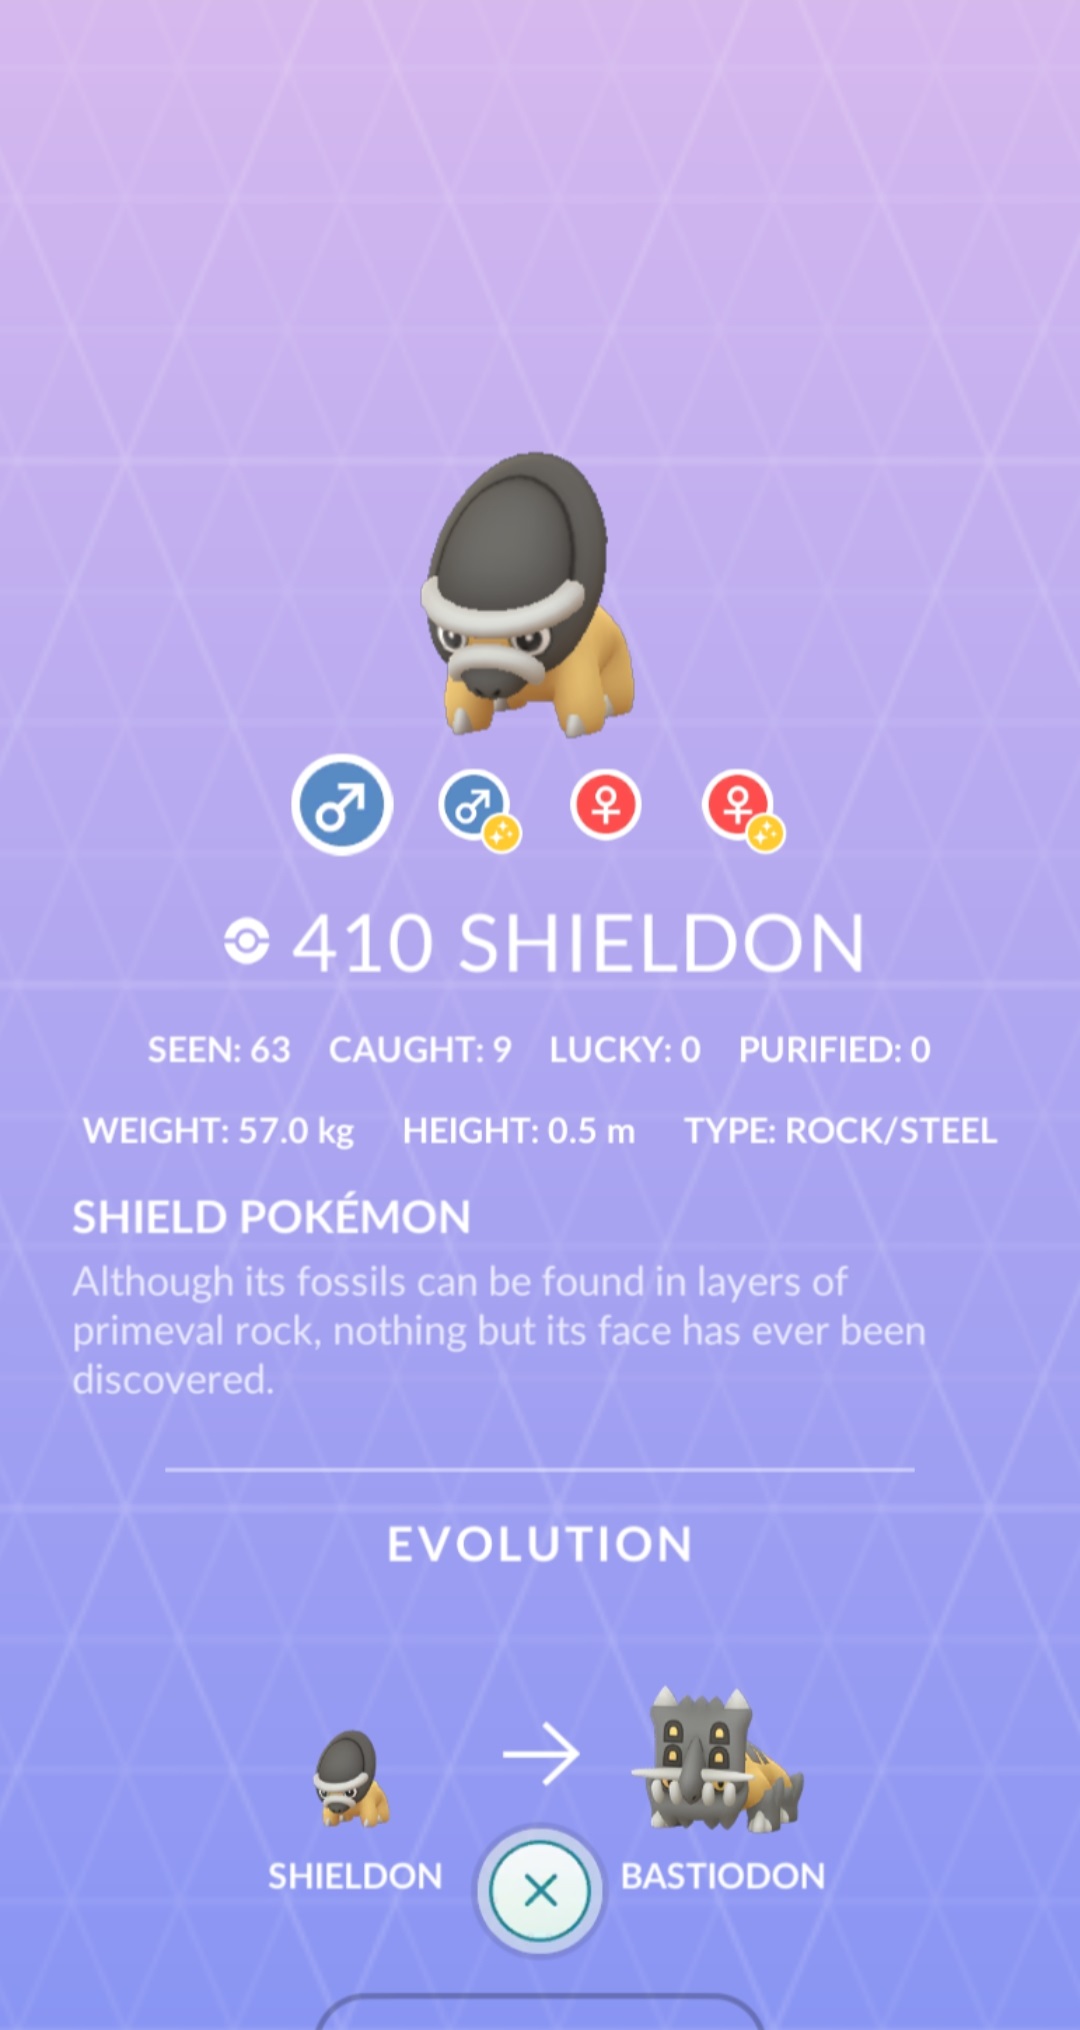 410 SHIELDON
SEEN: 63 CAUGHT: 9 LUCKY: 0 PURIFIED: 0
WEIGHT: 57.0 kg HEIGHT: 0.5 m TYPE: ROCK/STEEL
SHIELD POKÉMON
Although its fossils can be found in layers of
primeval rock, nothing but its face has ever been
discovered.
EVOLUTION
SHIELDON BASTIODON